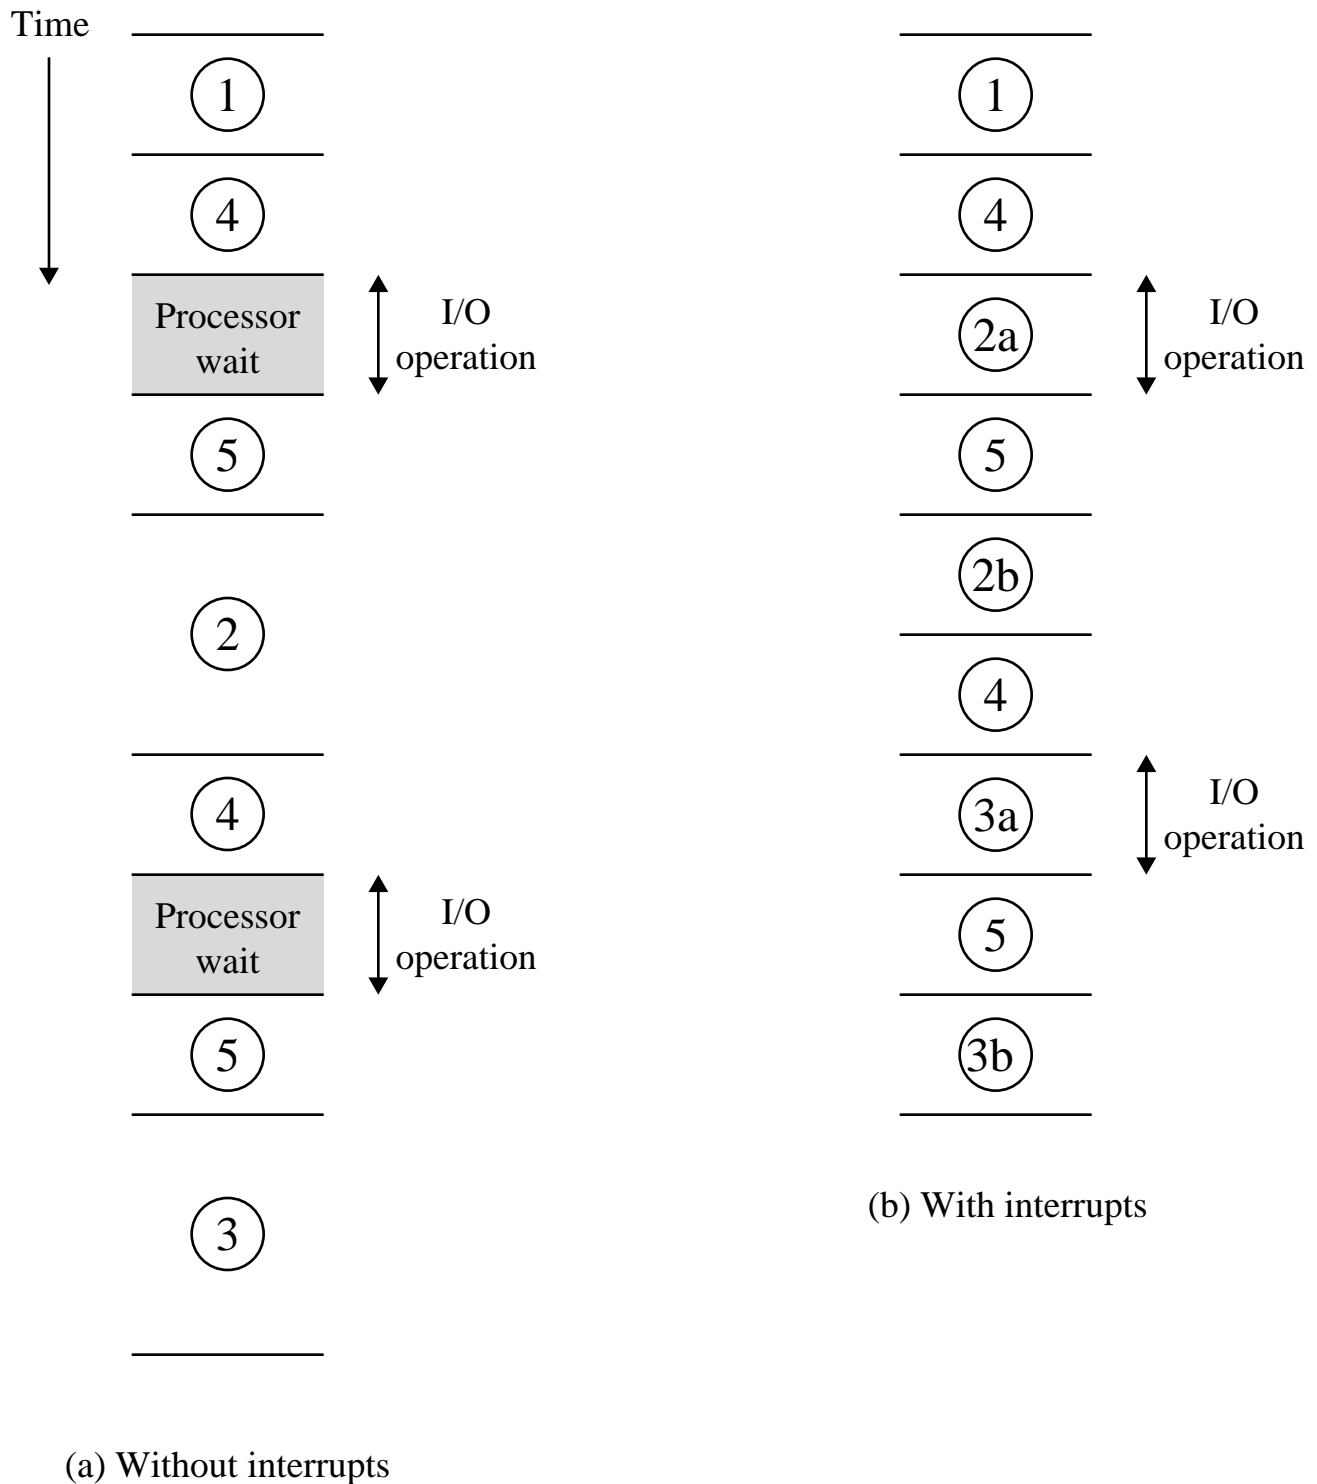 Time
1
4
Processor
wait
I/O
operation
5
2
4
Processor
wait
I/O
operation
5
3
(a) Without interrupts
1
4
2a
I/O
operation
5
2b
4
3a
I/O
operation
5
3b
(b) With interrupts